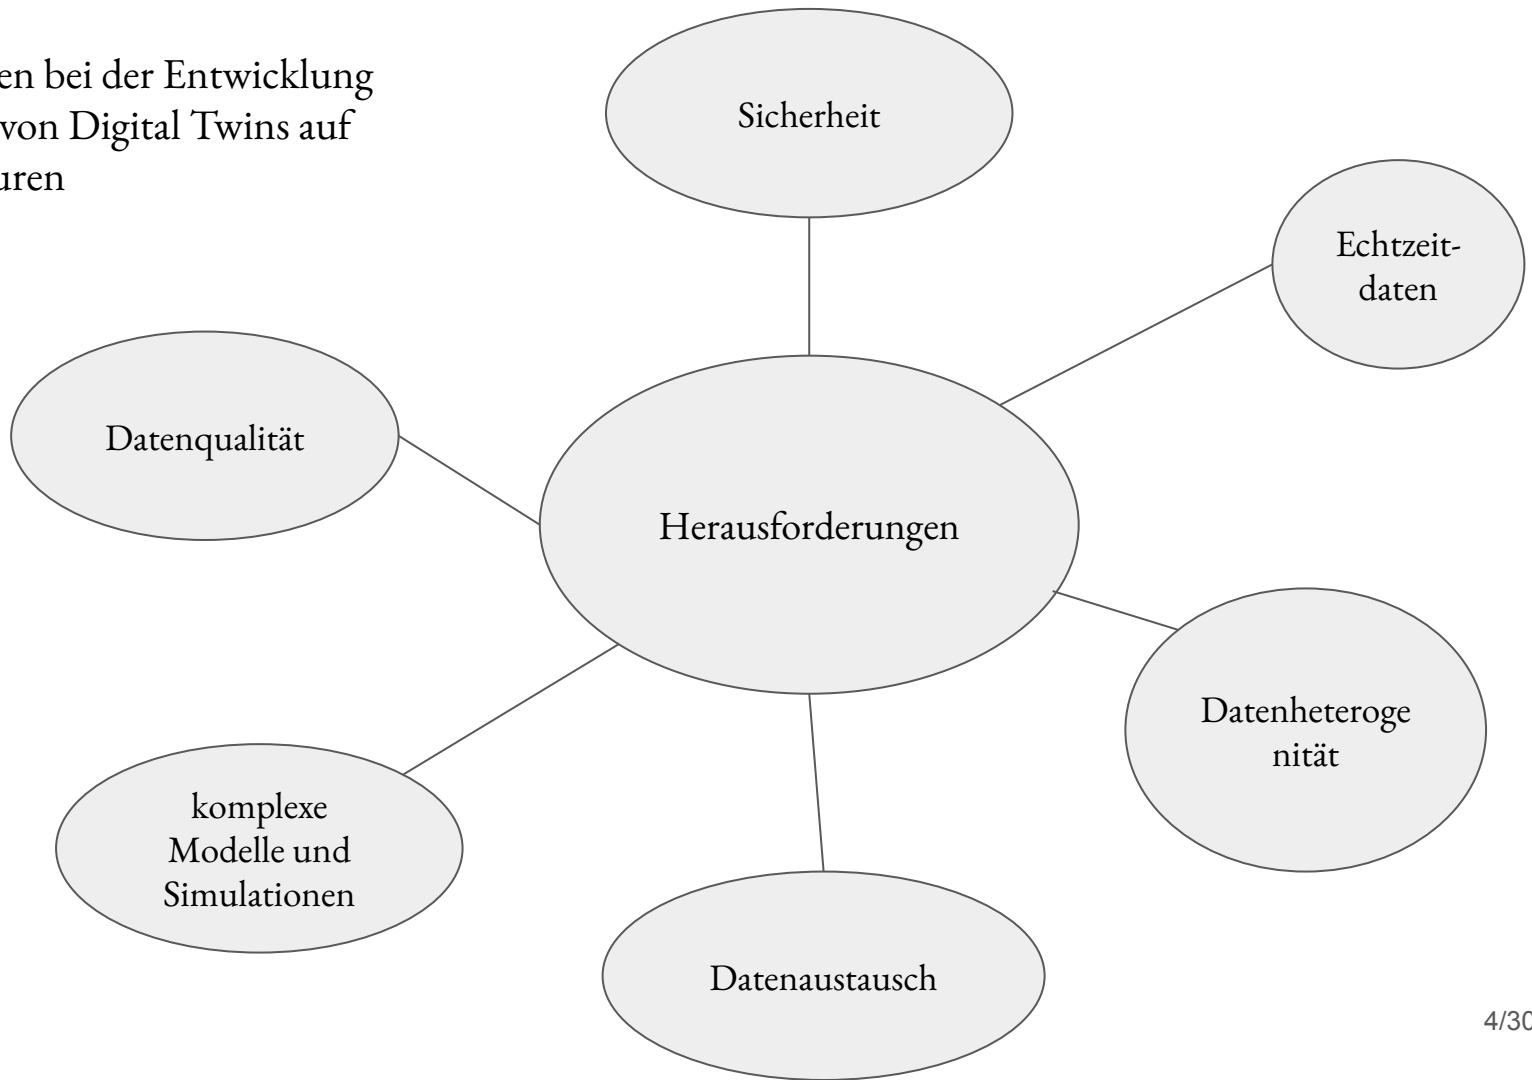 en bei der Entwicklung
von Digital Twins auf
uren
Sicherheit
Echtzeit-
daten
Datenqualität
Herausforderungen
Datenheteroge
nität
komplexe
Modelle und
Simulationen
Datenaustausch
4/30